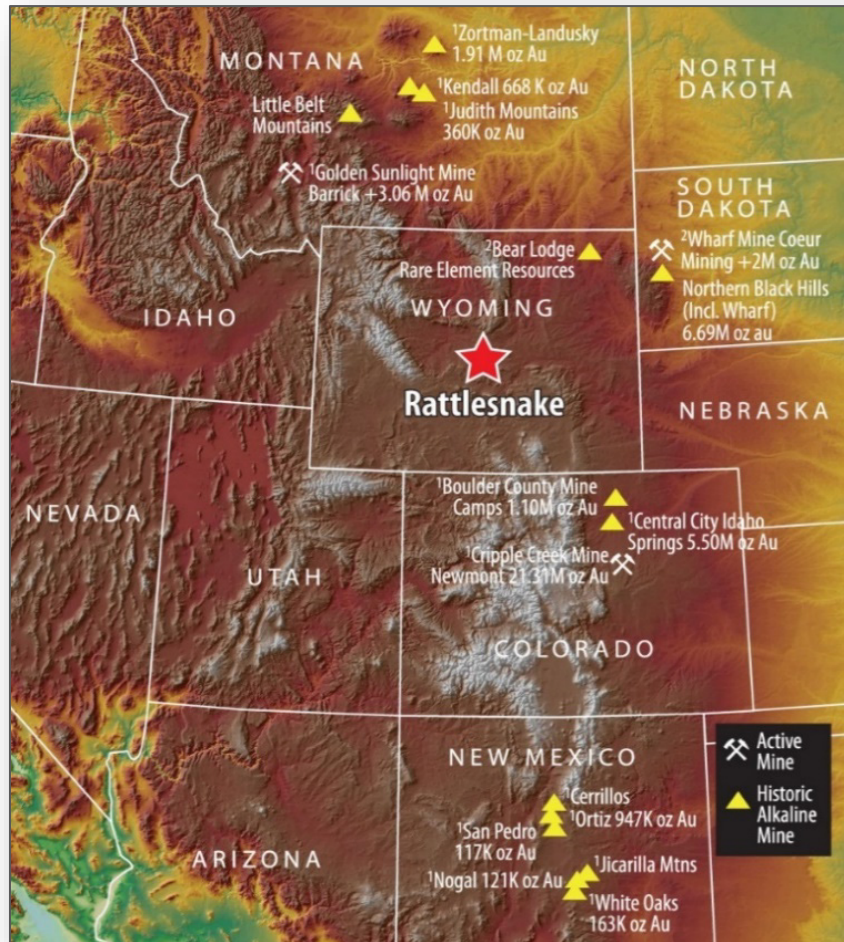 ¹Zortman-Landusky
1.91 M oz Au
MONTANA
NORTH
DAKOTA
¹Kendall 668 K oz Au
Little Belt
Mountains
¹Judith Mountains
360K oz Au
¹Golden Sunlight Mine
Barrick +3.06 M oz Au
SOUTH
DAKOTA
²Wharf Mine Coeur
Mining +2M oz Au
²Bear Lodge
Rare Element Resources
Northern Black Hills
(Incl. Wharf)
6.69M oz au
IDAHO
WYOMING
Rattlesnake
NEBRASKA
¹Boulder County Mine
Camps 1.10M oz Au
NEVADA
¹Central City Idaho
Springs 5.50M oz Au
¹Cripple Creek Mine
Newmont 21.31M oz Au
UTAH
COLORADO
NEW MEXICO
Active
Mine
Historic
Alkaline
Mine
¹Cerrillos
¹Ortiz 947K oz Au
¹San Pedro
117K oz Au
ARIZONA
¹Jicarilla Mtns
¹Nogal 121K oz Au
¹White Oaks
163K oz Au